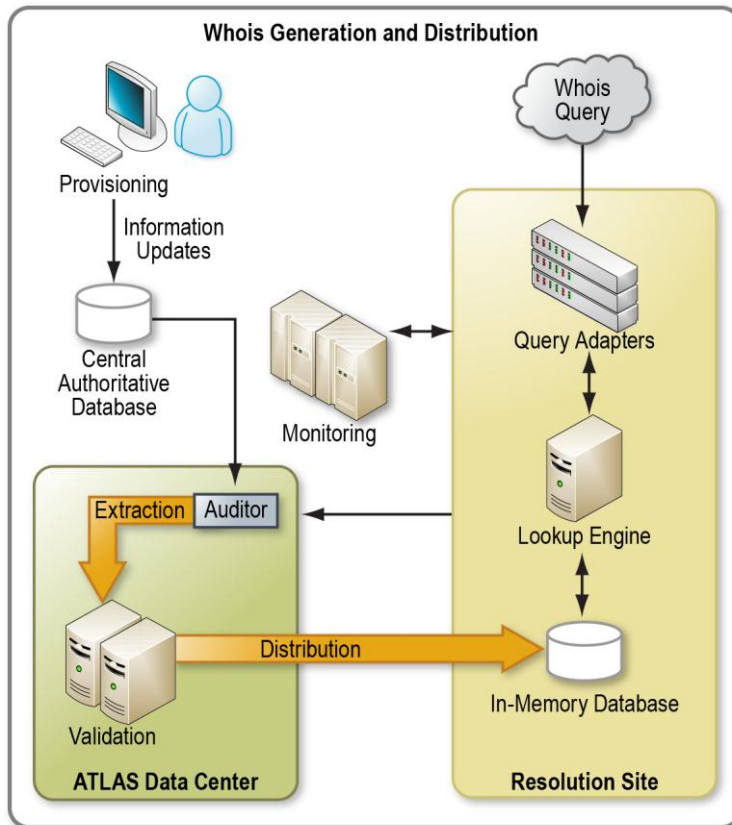 Whois Generation and Distribution
Whois
Query
Provisioning
Information
Updates
Central
Authoritative
Database
Monitoring
Query Adapters
Lookup Engine
In-Memory Database
Resolution Site
Extraction
Auditor
Distribution
Validation
ATLAS Data Center